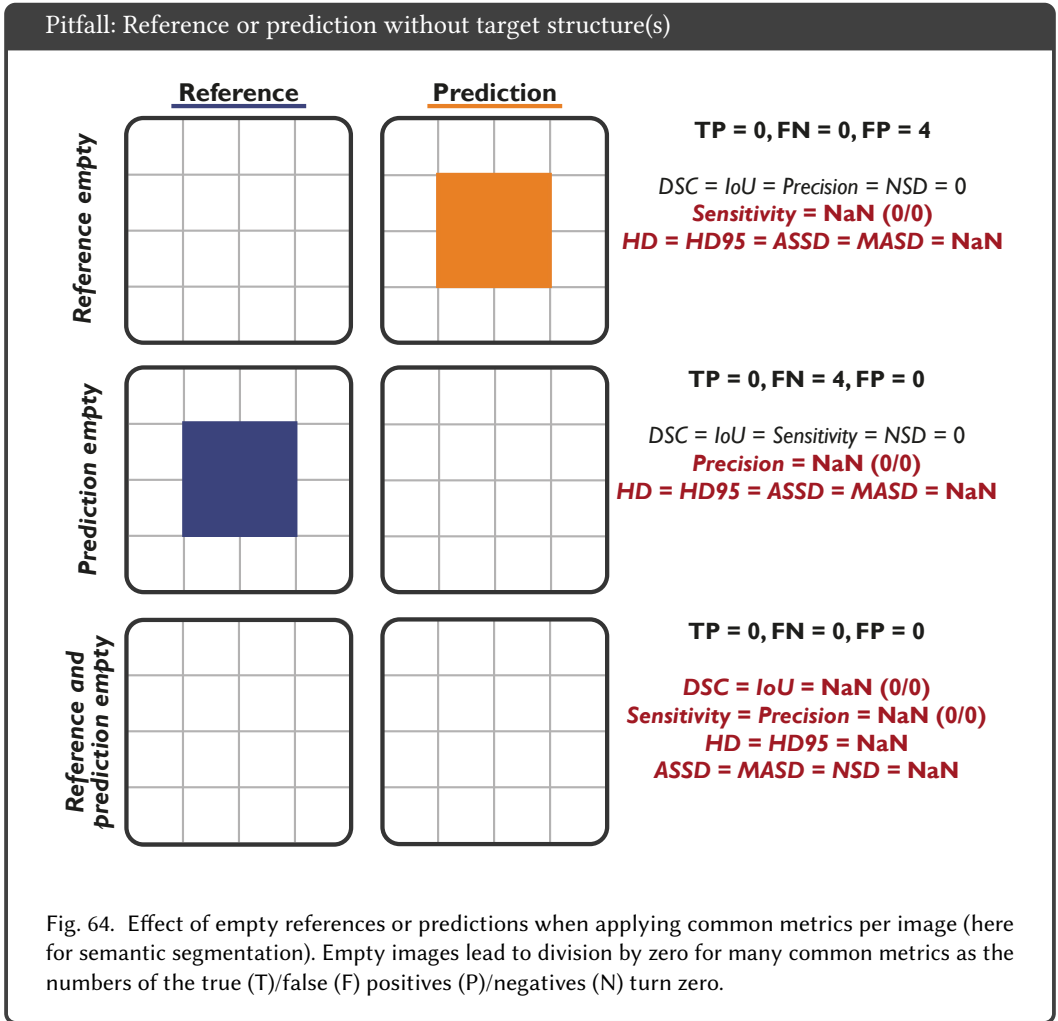 Pitfall: Reference or prediction without target structure(s)
Reference
Prediction
Reference empty
TP = 0, FN = 0, FP = 4
DSC = IoU = Precision = NSD = 0
Sensitivity = NaN (0/0)
HD = HD95 = ASSD = MASD = NaN
Prediction empty
TP = 0, FN = 4, FP = 0
DSC = IoU = Sensitivity = NSD = 0
Precision = NaN (0/0)
HD = HD95 = ASSD = MASD = NaN
Reference and
prediction empty
TP = 0, FN = 0, FP = 0
DSC = IoU = NaN (0/0)
Sensitivity = Precision = NaN (0/0)
HD = HD95 = NaN
ASSD = MASD = NSD = NaN
Fig. 64. Effect of empty references or predictions when applying common metrics per image (here
for semantic segmentation). Empty images lead to division by zero for many common metrics as the
numbers of the true (T)/false (F) positives (P)/negatives (N) turn zero.